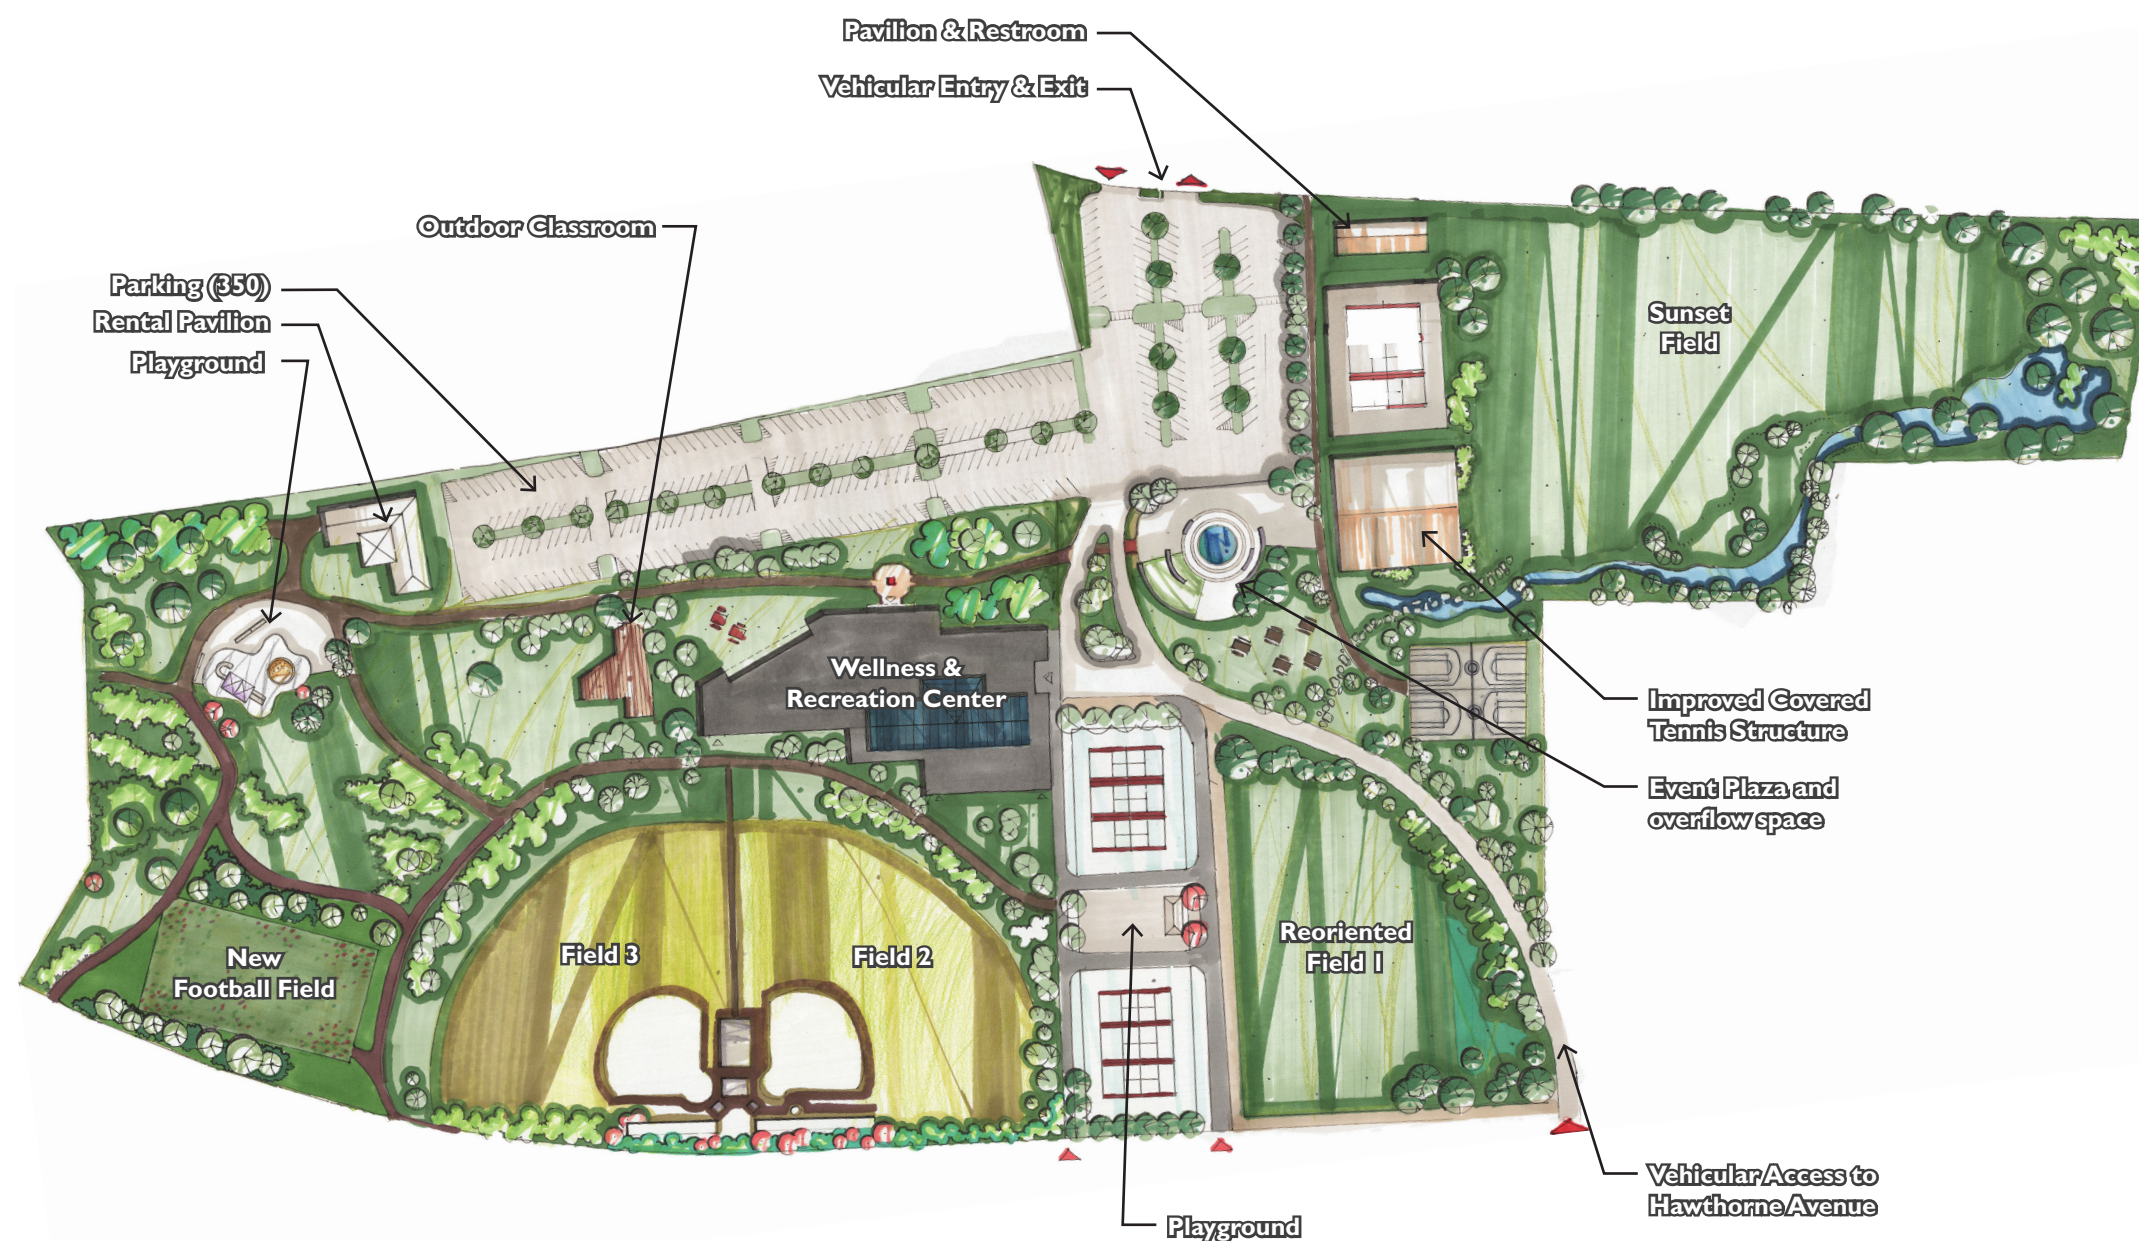 Pavilion & Restroom
Vehicular Entry & Exit
Outdoor Classroom
Parking (350)
Rental Pavilion
Playground
Sunset
Field
Wellness &
Recreation Center
Improved Covered
Tennis Structure
Event Plaza and
overflow space
Reoriented
Field 1
Field 3
Field 2
New
Football Field
Vehicular Access to
Hawthorne Avenue
Playground